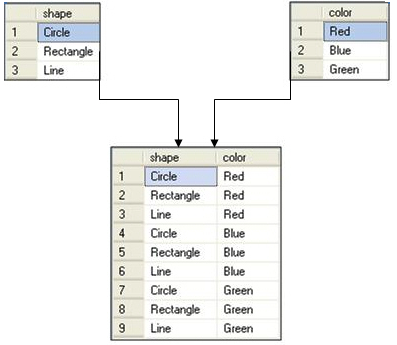 shape
1 Circle
2 Rectangle
3 Line
color
1 Red
2 Blue
3 Green
shape color
1 Circle Red
2 Rectangle Red
3 Line Red
4 Circle Blue
5 Rectangle Blue
6 Line Blue
7 Circle Green
8 Rectangle Green
9 Line Green